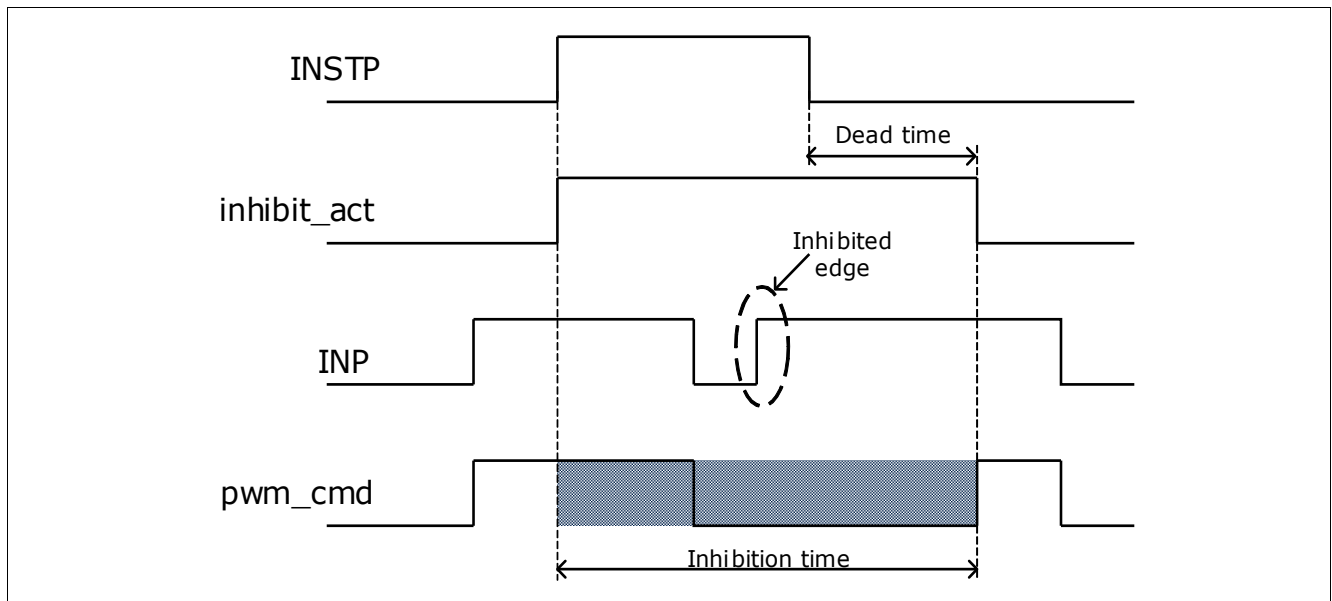 INSTP
Dead time
inhibit_act
Inhibited
edge
INP
pwm_cmd
Inhibition time